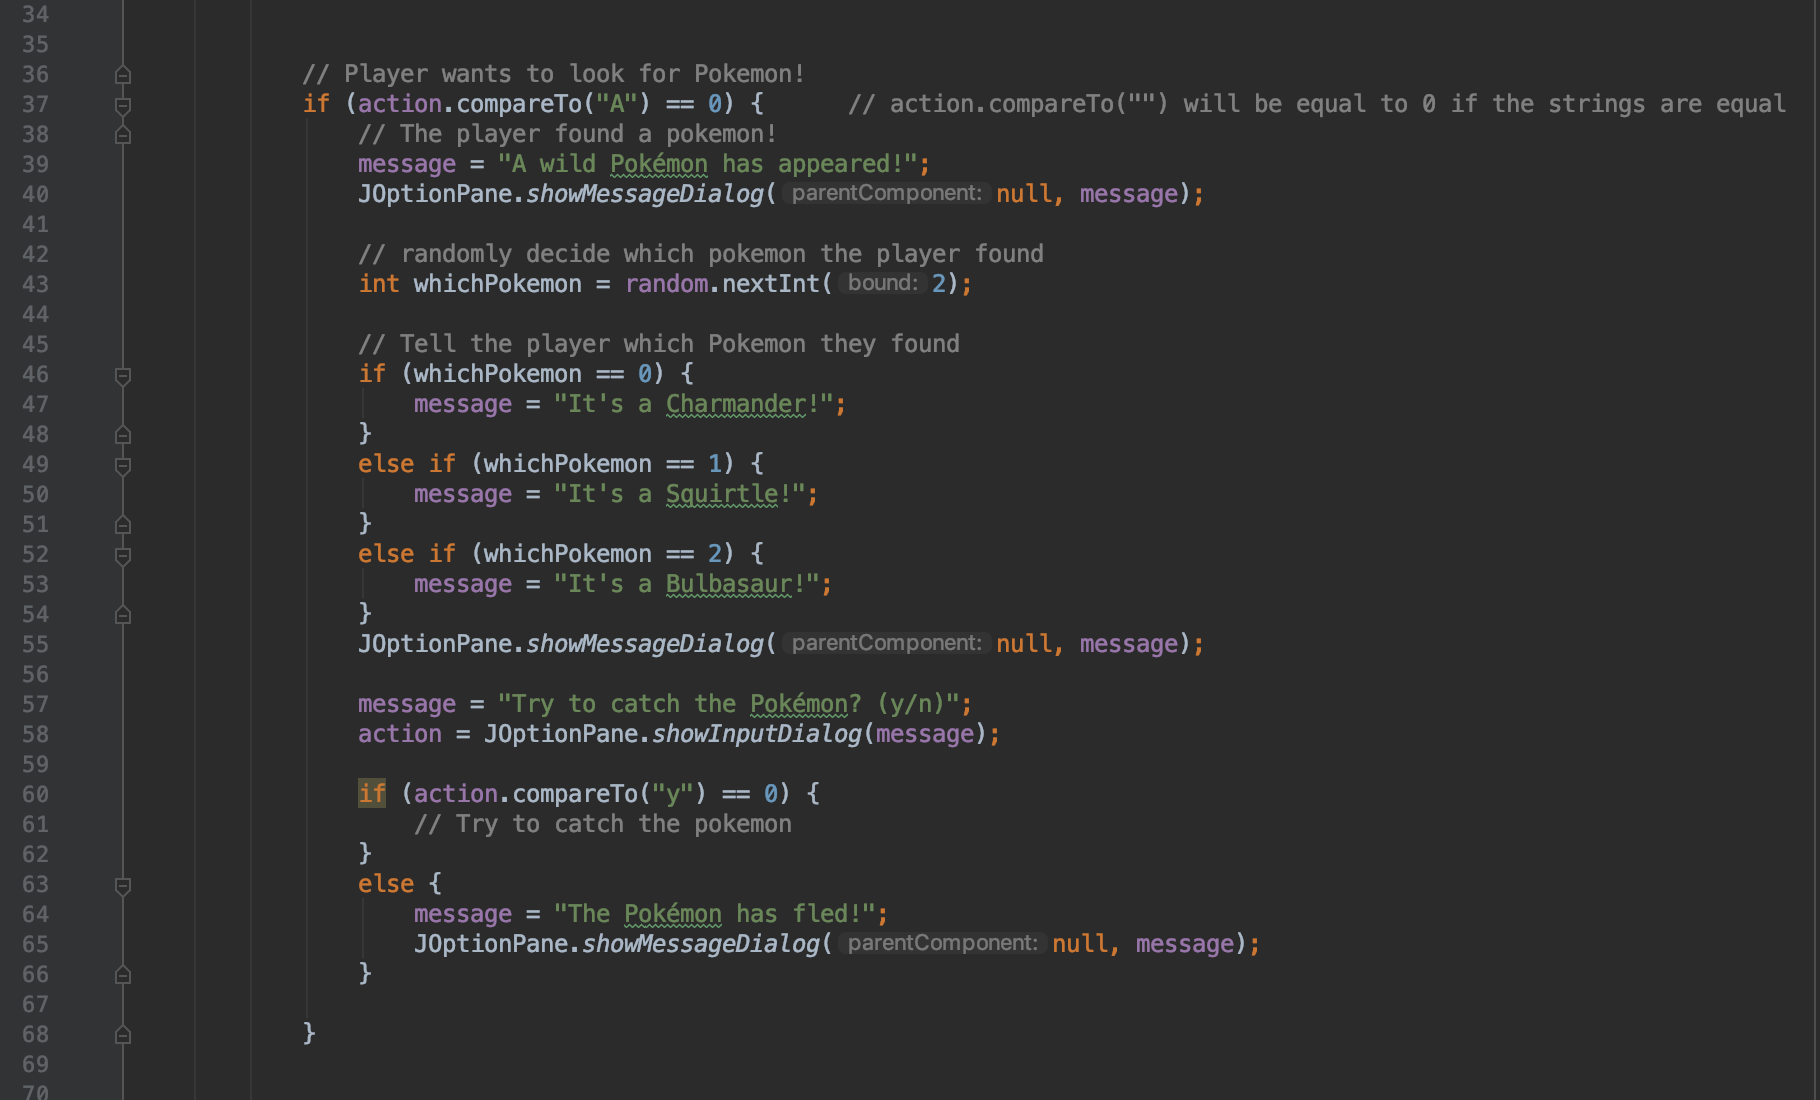 34
35
36 // Player wants to look for Pokemon!
37 if (action.compareTo("A") == 0) { // action.compareTo("") will be equal to 0 if the strings are equal
38 // The player found a pokemon!
39 message = "A wild Pokémon has appeared!";
40 JOptionPane.showMessageDialog( parentComponent: null, message);
41
42 // randomly decide which pokemon the player found
43 int whichPokemon = random.nextInt( bound: 2);
44
45 // Tell the player which Pokemon they found
46 if (whichPokemon == 0) {
47 message = "It's a Charmander!";
48 }
49 else if (whichPokemon == 1) {
50 message = "It's a Squirtle!";
51 }
52 else if (whichPokemon == 2) {
53 message = "It's a Bulbasaur!";
54 }
55 JOptionPane.showMessageDialog( parentComponent: null, message);
56
57 message = "Try to catch the Pokémon? (y/n)";
58 action = JOptionPane.showInputDialog(message);
59
60 if (action.compareTo("y") == 0) {
61 // Try to catch the pokemon
62 }
63 else {
64 message = "The Pokémon has fled!";
65 JOptionPane.showMessageDialog( parentComponent: null, message);
66 }
67
68 }
69
70